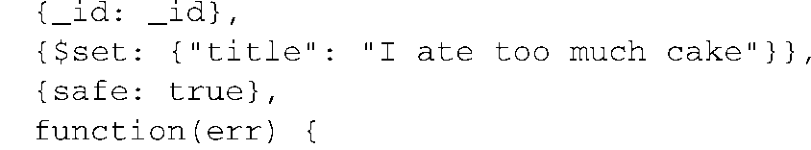 {_id: _id},
{$set: {"title": "I ate too much cake"}},
{safe: true},
function(err) {